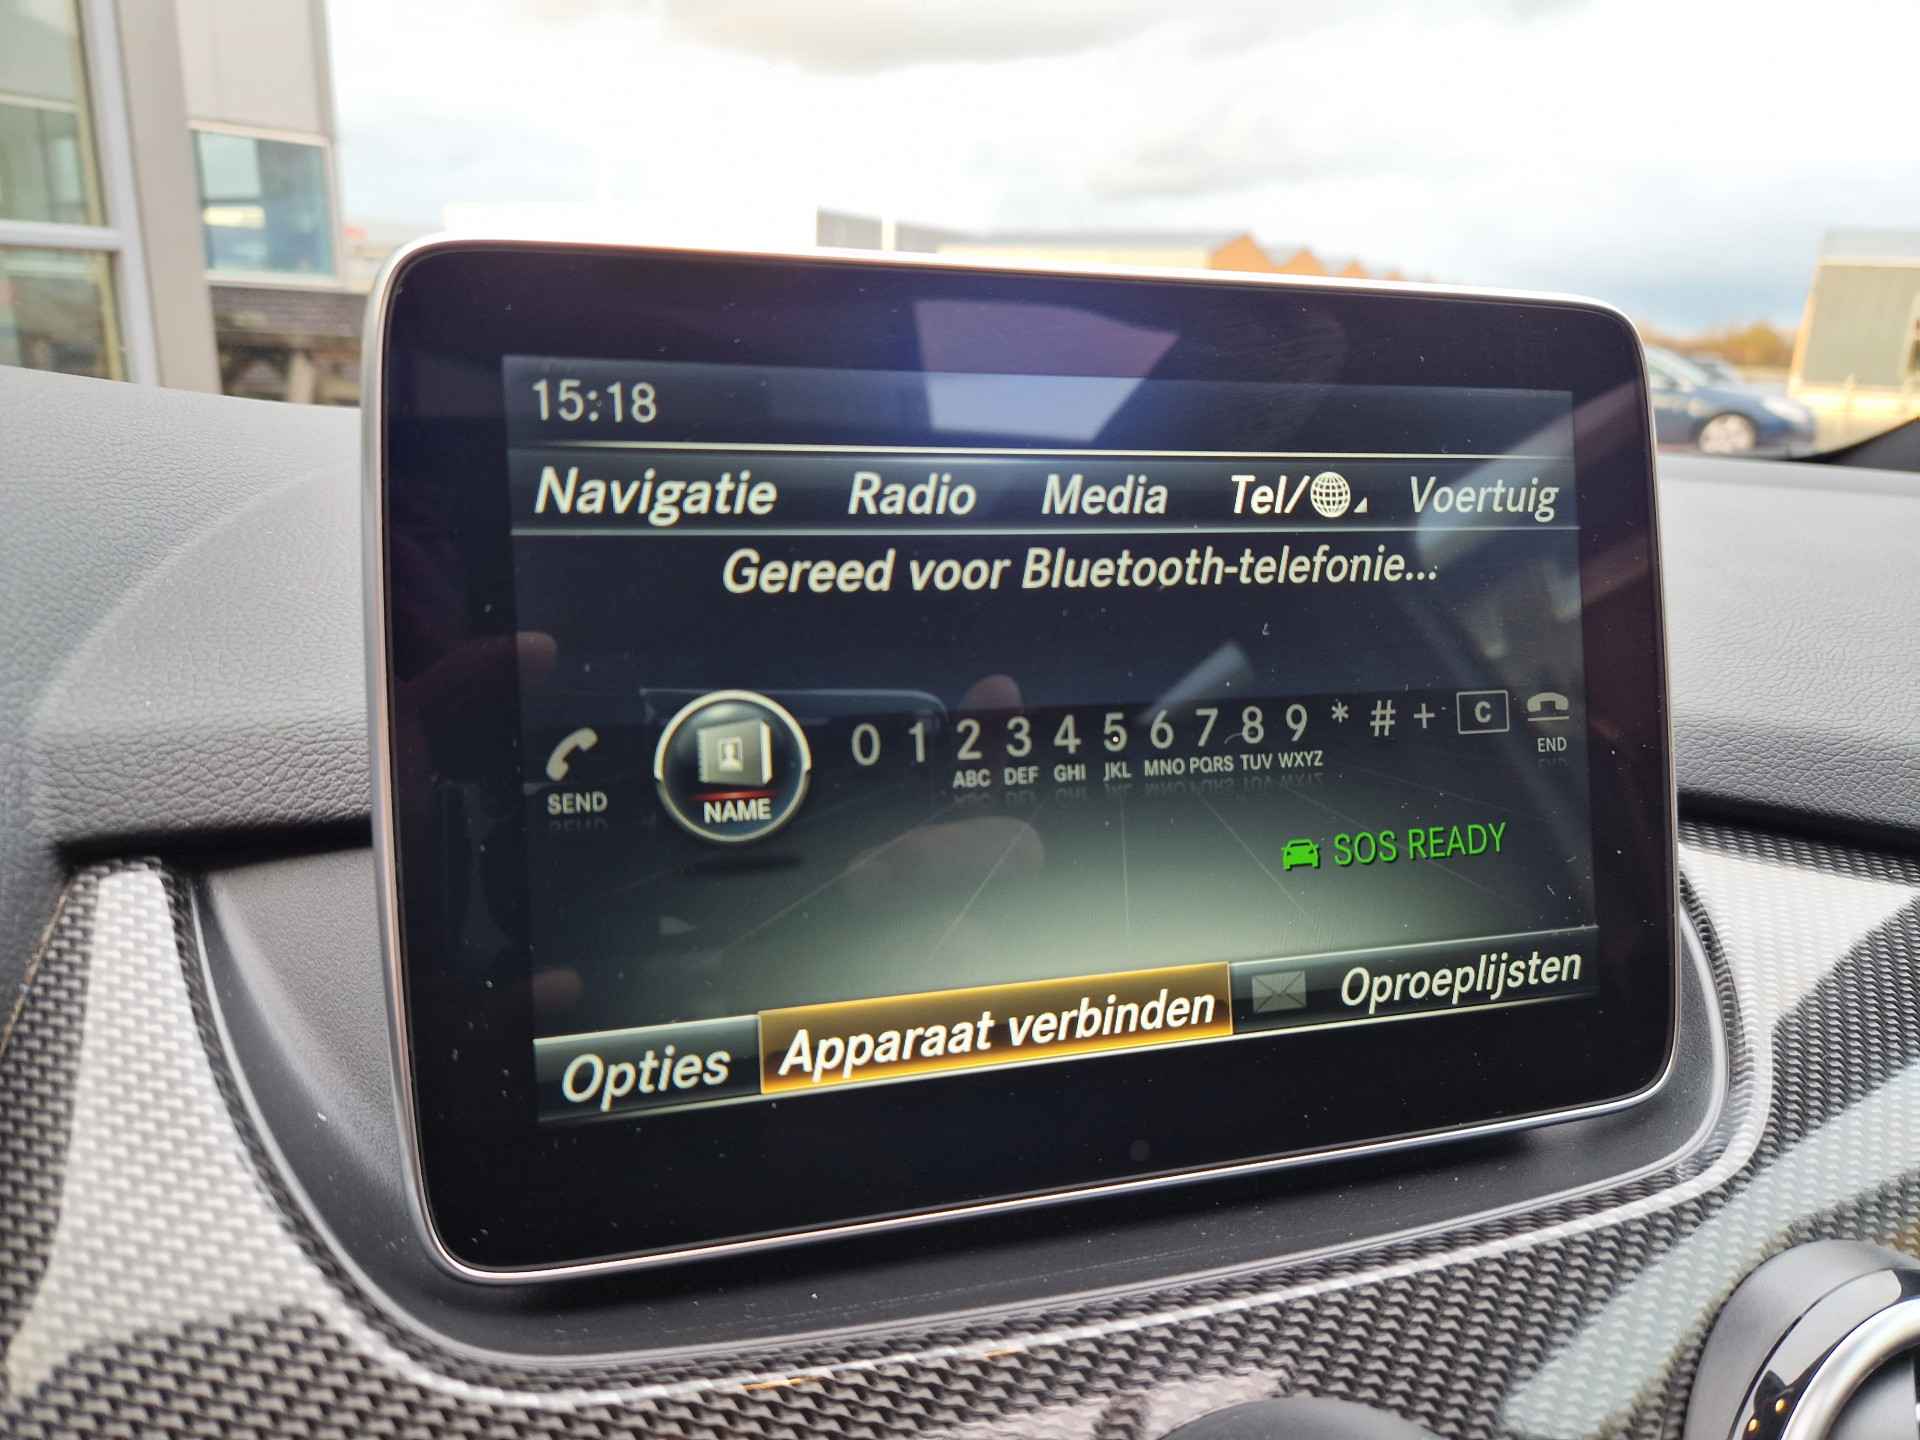 15:18
Navigatie Radio Media Tel/ Voertuig
Gereed voor Bluetooth-telefonie...
0 1 2 3 4 5 6 7 8 9 * # + C
ABC DEF GHI JKL MNO PQRS TUV WXYZ END
SEND NAME
SOS READY
Opties Apparaat verbinden Oproeplijsten